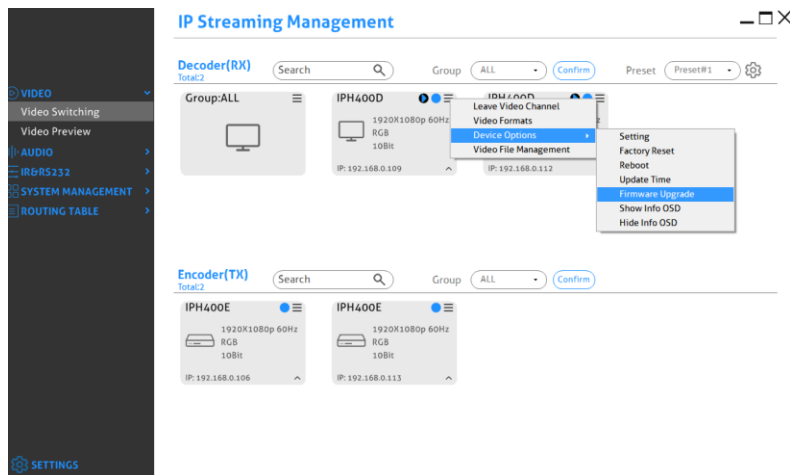 IP Streaming Management
VIDEO
Video Switching
Video Preview
AUDIO
IR&RS232
SYSTEM MANAGEMENT
ROUTING TABLE
SETTINGS
Decoder(RX)
Total:2
Search
Group
ALL
Confirm
Preset
Preset#1
Group:ALL
IPH400D
1920X1080p
RGB
10Bit
IP: 192.168.0.109
IPH400D
IP: 192.168.0.112
Leave Video Channel
Video Formats
Device Options
Video File Management
Setting
Factory Reset
Reboot
Update Time
Firmware Upgrade
Show Info OSD
Hide Info OSD
Encoder(TX)
Total:2
Search
Group
ALL
Confirm
IPH400E
1920X1080p 60Hz
RGB
10Bit
IP: 192.168.0.106
IPH400E
1920X1080p 60Hz
RGB
10Bit
IP: 192.168.0.113